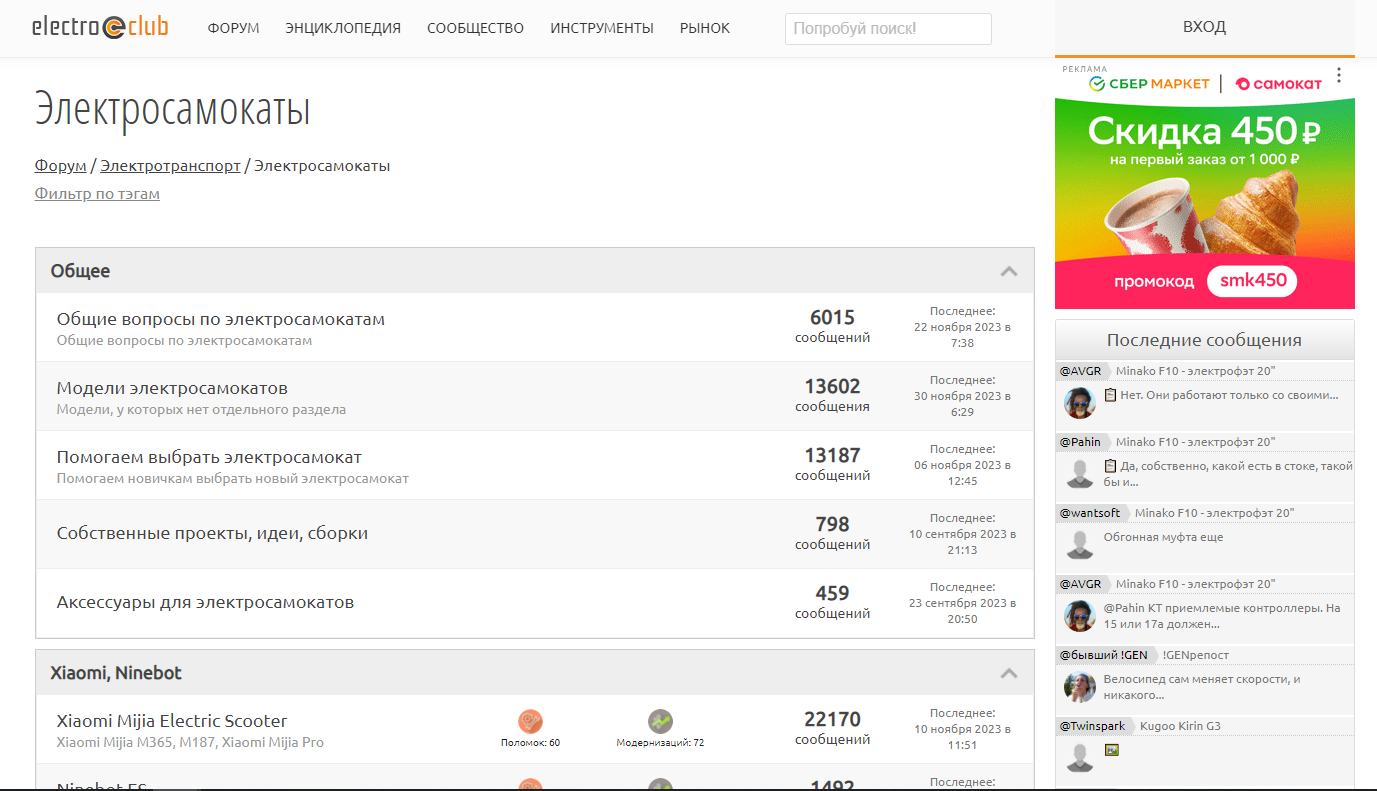 electro club
ФОРУМ ЭНЦИКЛОПЕДИЯ СООБЩЕСТВО ИНСТРУМЕНТЫ РЫНОК
Попробуй поиск!
ВХОД
Электросамокаты
Форум / Электротранспорт / Электросамокаты
Фильтр по тэгам
Общее
Общие вопросы по электросамокатам
Общие вопросы по электросамокатам
6015
сообщений
Последнее:
22 ноября 2023 в
7:38
Модели электросамокатов
Модели, у которых нет отдельного раздела
13602
сообщения
Последнее:
30 ноября 2023 в
6:29
Помогаем выбрать электросамокат
Помогаем новичкам выбрать новый электросамокат
13187
сообщений
Последнее:
06 ноября 2023 в
12:45
Собственные проекты, идеи, сборки
798
сообщений
Последнее:
10 сентября 2023 в
21:13
Аксессуары для электросамокатов
459
сообщений
Последнее:
23 сентября 2023 в
20:50
Xiaomi, Ninebot
Xiaomi Mijia Electric Scooter
Xiaomi Mijia M365, M187, Xiaomi Mijia Pro
Поломок: 60
Модернизаций: 72
22170
сообщений
Последнее:
10 ноября 2023 в
11:51
Ninebot ES
1492
Последнее:
РЕКЛАМА
СБЕР МАРКЕТ | самокат
Скидка 450 ₽
на первый заказ от 1 000 ₽
промокод smk450
Последние сообщения
@AVGR Minako F10 - электрофэт 20"
Нет. Они работают только со своими...
@Pahin Minako F10 - электрофэт 20"
Да, собственно, какой есть в стоке, такой
бы и...
@wantsoft Minako F10 - электрофэт 20"
Обгонная муфта еще
@AVGR Minako F10 - электрофэт 20"
@Pahin КТ приемлемые контроллеры. На
15 или 17а должен...
@бывший !GEN !GENрепост
Велосипед сам меняет скорости, и
никакого...
@Twinspark Kugoo Kirin G3